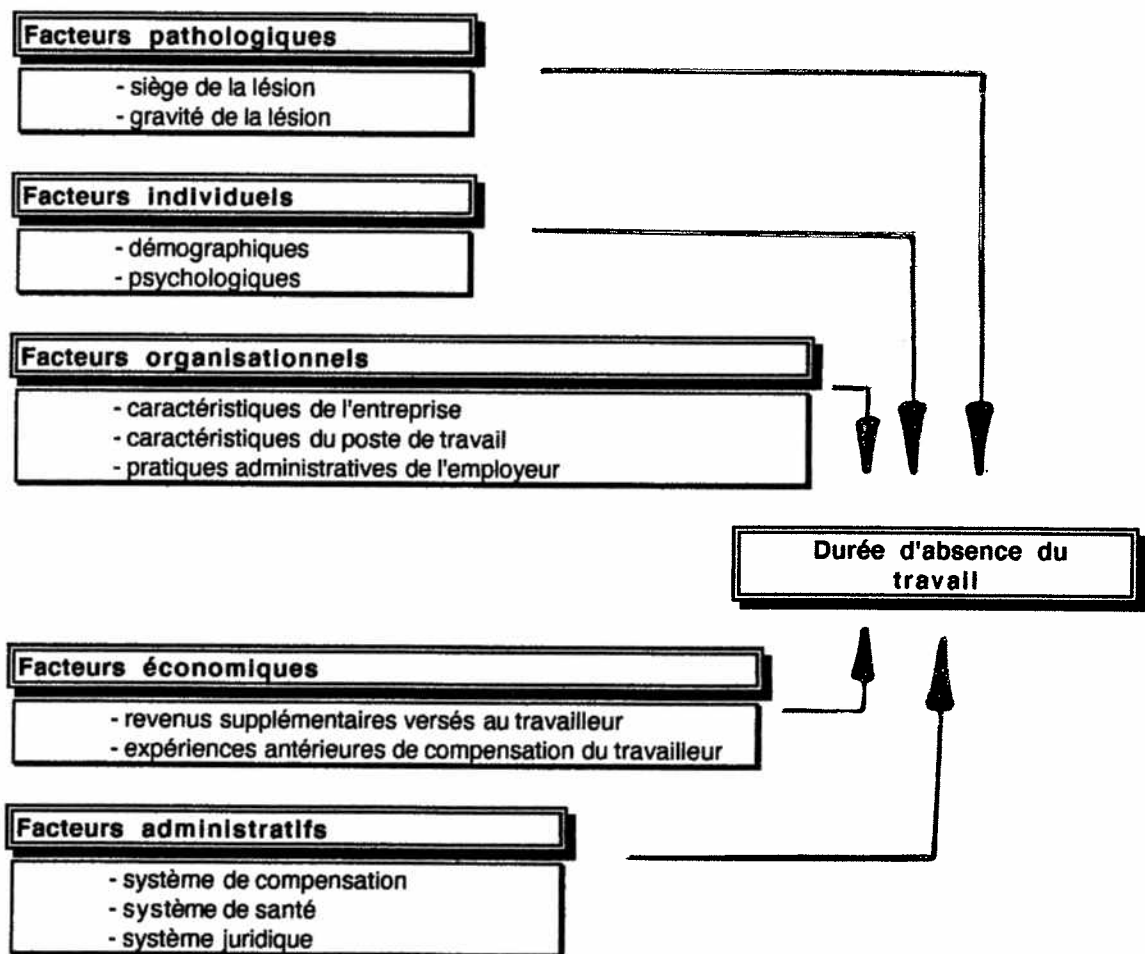 Facteurs pathologiques
- siège de la lésion
- gravité de la lésion
Facteurs individuels
- démographiques
- psychologiques
Facteurs organisationnels
- caractéristiques de l'entreprise
- caractéristiques du poste de travail
- pratiques administratives de l'employeur
Durée d'absence du
travail
Facteurs économiques
- revenus supplémentaires versés au travailleur
- expériences antérieures de compensation du travailleur
Facteurs administratifs
- système de compensation
- système de santé
- système juridique